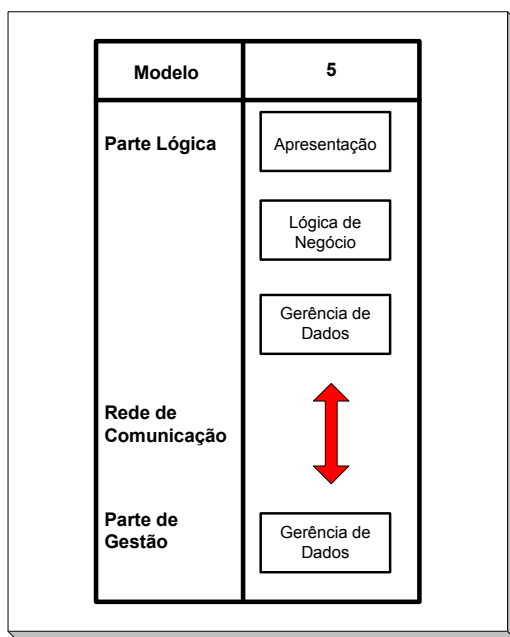 Modelo
5
Parte Lógica
Apresentação
Lógica de
Negócio
Gerência de
Dados
Rede de
Comunicação
Parte de
Gestão
Gerência de
Dados